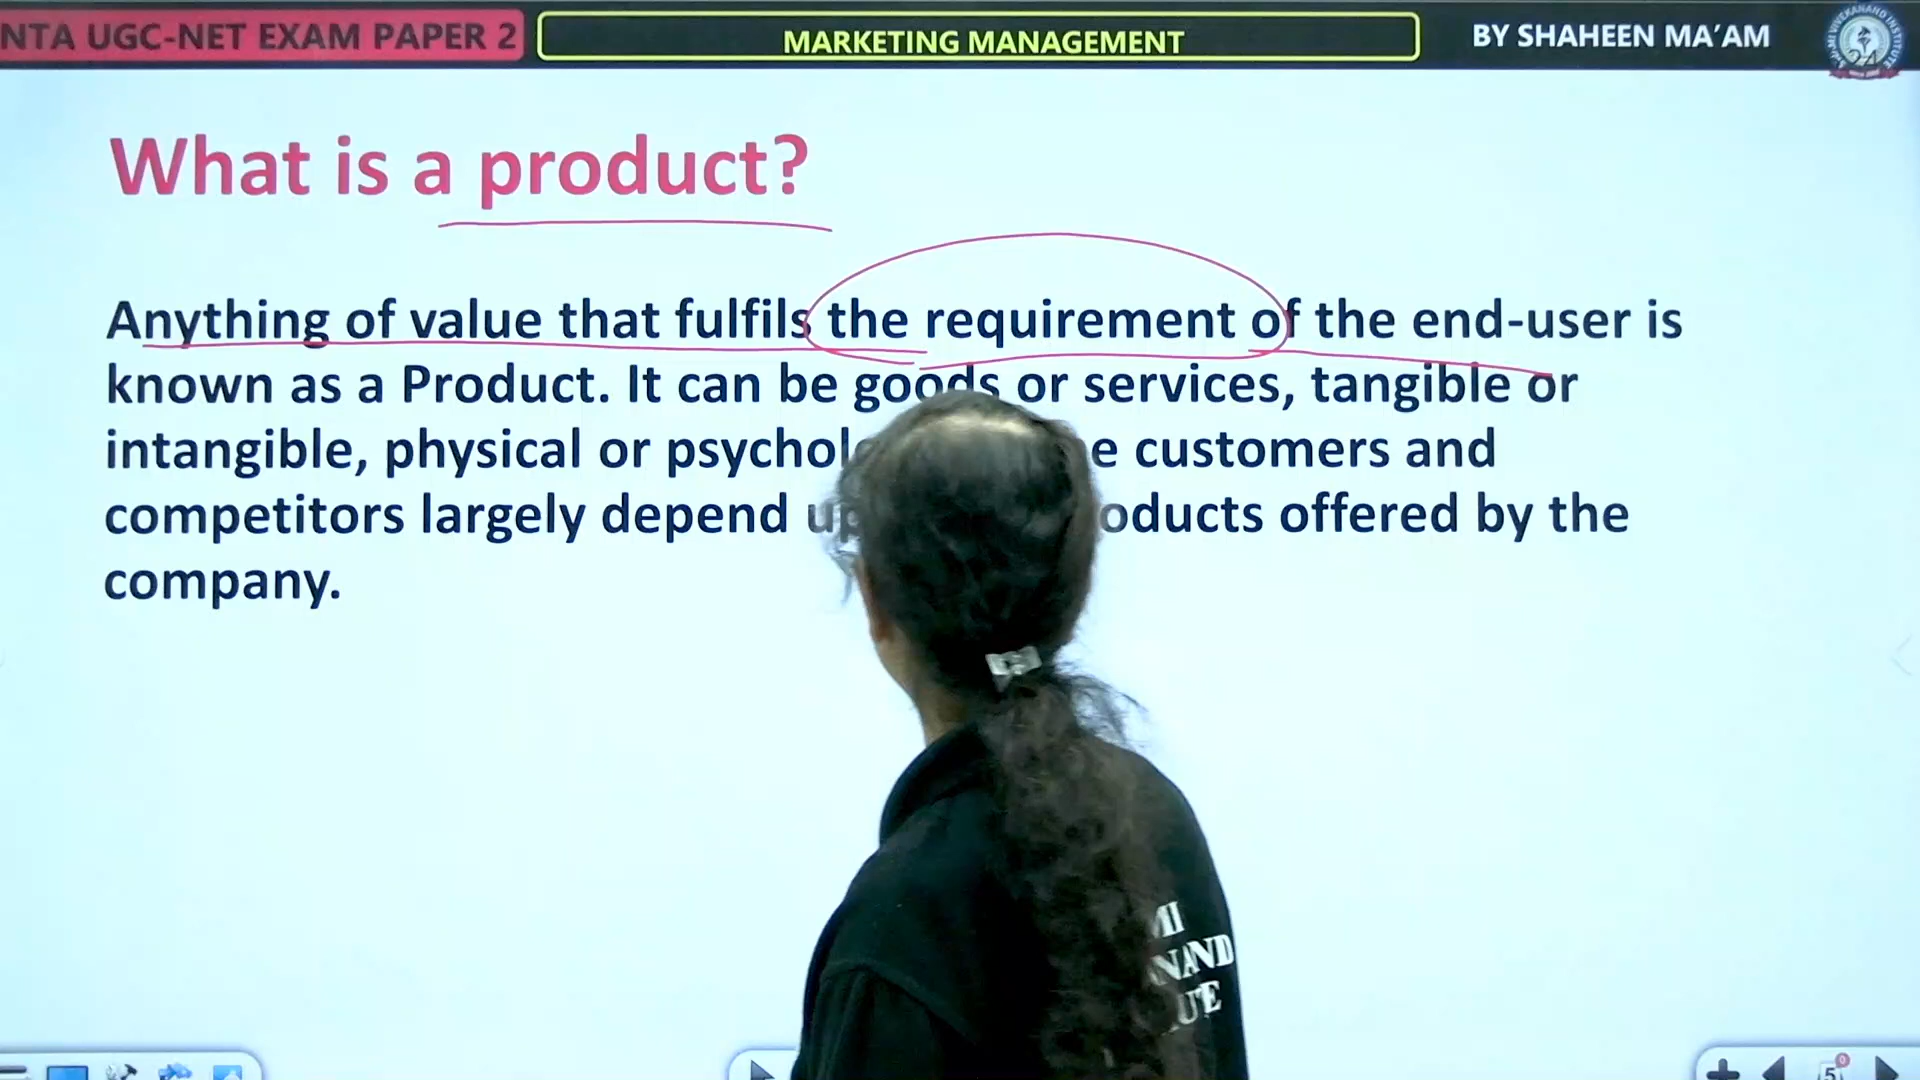 NTA UGC-NET EXAM PAPER 2
MARKETING MANAGEMENT
BY SHAHEEN MA’AM
What is a product?
Anything of value that fulfils the requirement of the end-user is
known as a Product. It can be goods or services, tangible or
intangible, physical or customers and
competitors largely depend offered by the
company.
5